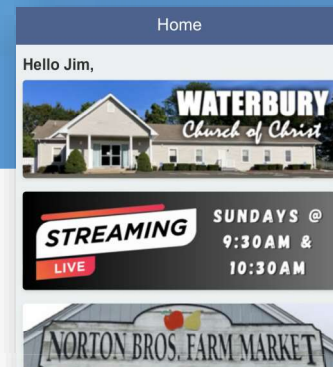 Home
Hello Jim,
WATERBURY
Church of Christ
STREAMING
LIVE
SUNDAYS @
9:30AM &
10:30AM
NORTON BROS. FARM MARKET